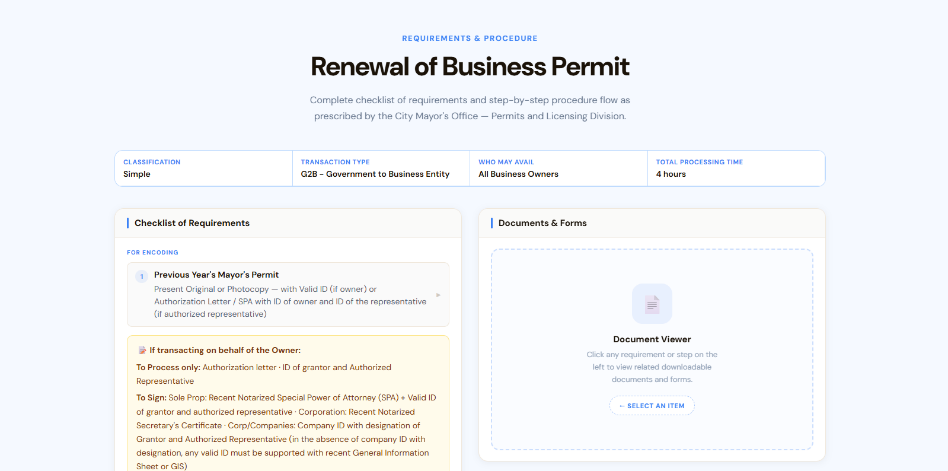 REQUIREMENTS & PROCEDURE
Renewal of Business Permit
Complete checklist of requirements and step-by-step procedure flow as
prescribed by the City Mayor's Office — Permits and Licensing Division.
CLASSIFICATION
Simple
TRANSACTION TYPE
G2B - Government to Business Entity
WHO MAY AVAIL
All Business Owners
TOTAL PROCESSING TIME
4 hours
Checklist of Requirements
FOR ENCODING
1
Previous Year's Mayor's Permit
Present Original or Photocopy — with Valid ID (if owner) or
Authorization Letter / SPA with ID of owner and ID of the representative
(if authorized representative)
If transacting on behalf of the Owner:
To Process only: Authorization letter · ID of grantor and Authorized
Representative
To Sign: Sole Prop: Recent Notarized Special Power of Attorney (SPA) + Valid ID
of grantor and authorized representative · Corporation: Recent Notarized
Secretary's Certificate · Corp/Companies: Company ID with designation of
Grantor and Authorized Representative (in the absence of company ID with
designation, any valid ID must be supported with recent General Information
Sheet or GIS)
Documents & Forms
Document Viewer
Click any requirement or step on the
left to view related downloadable
documents and forms.
← SELECT AN ITEM